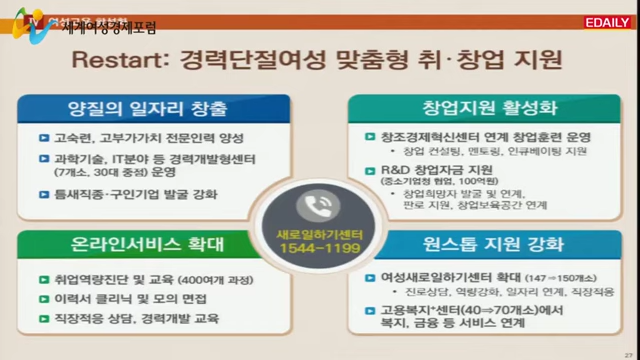 세계여성경제포럼
EDAILY
Restart: 경력단절여성 맞춤형 취·창업 지원
양질의 일자리 창출
▶ 고숙련, 고부가가치 전문인력 양성
▶ 과학기술, IT분야 등 경력개발형센터
(7개소, 30대 중점) 운영
▶ 틈새직종·구인기업 발굴 강화
창업지원 활성화
▶ 창조경제혁신센터 연계 창업훈련 운영
• 창업 컨설팅, 멘토링, 인큐베이팅 지원
▶ R&D 창업자금 지원
(중소기업청 협업, 100억원)
• 창업희망자 발굴 및 연계,
판로 지원, 창업보육공간 연계
새로일하기센터
1544-1199
온라인서비스 확대
▶ 취업역량진단 및 교육 (400여개 과정)
▶ 이력서 클리닉 및 모의 면접
▶ 직장적응 상담, 경력개발 교육
원스톱 지원 강화
▶ 여성새로일하기센터 확대 (147⇒150개소)
• 진로상담, 역량강화, 일자리 연계, 직장적응
▶ 고용복지⁺센터(40⇒70개소)에서
복지, 금융 등 서비스 연계
27